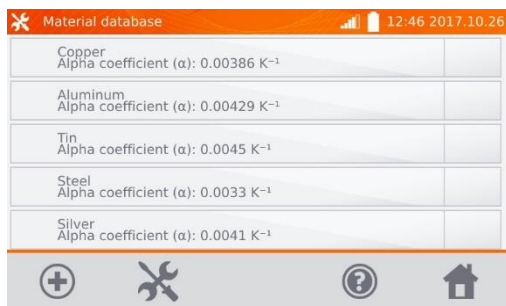 Material database
12:46 2017.10.26
Copper
Alpha coefficient (α): 0.00386 K⁻¹
Aluminum
Alpha coefficient (α): 0.00429 K⁻¹
Tin
Alpha coefficient (α): 0.0045 K⁻¹
Steel
Alpha coefficient (α): 0.0033 K⁻¹
Silver
Alpha coefficient (α): 0.0041 K⁻¹